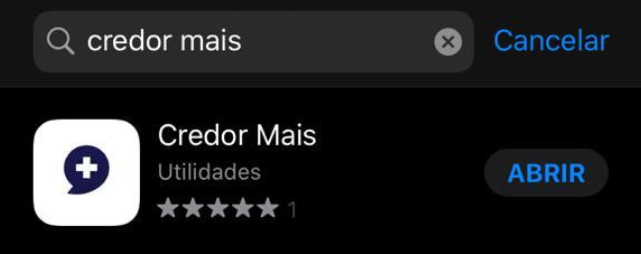 credor mais Cancelar
Credor Mais
Utilidades
ABRIR
1